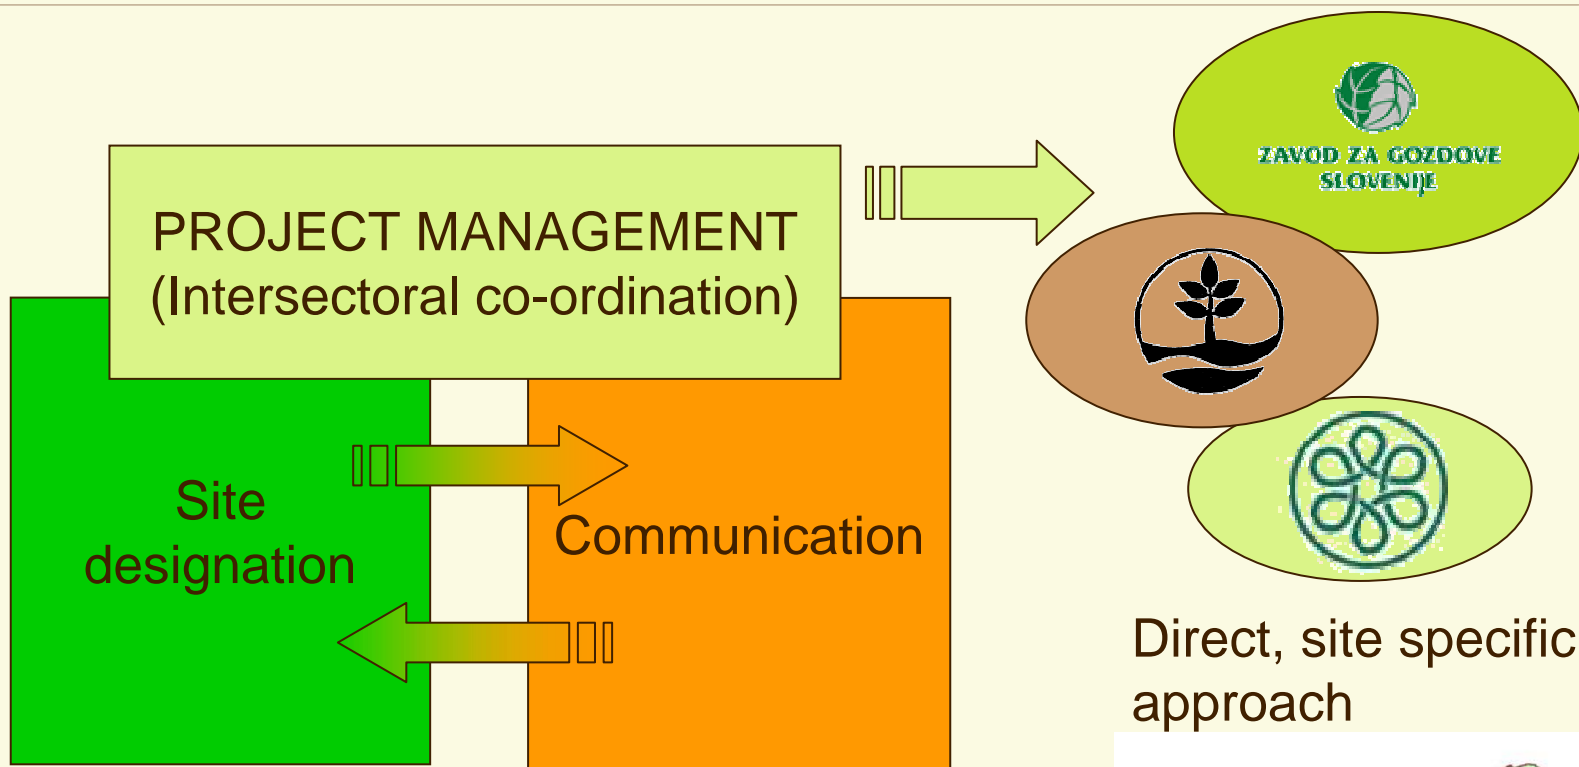 PROJECT MANAGEMENT
(Intersectoral co-ordination)
Site
designation
Communication
ZAVOD ZA GOZDOVE
SLOVENIJE
Direct, site specific
approach